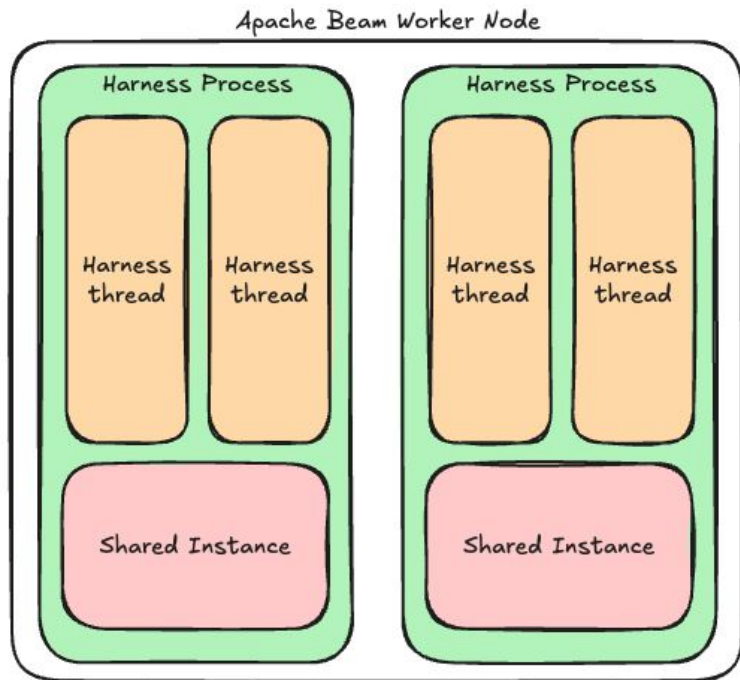 Apache Beam Worker Node
Harness Process
Harness
thread
Harness
thread
Shared Instance
Harness Process
Harness
thread
Harness
thread
Shared Instance